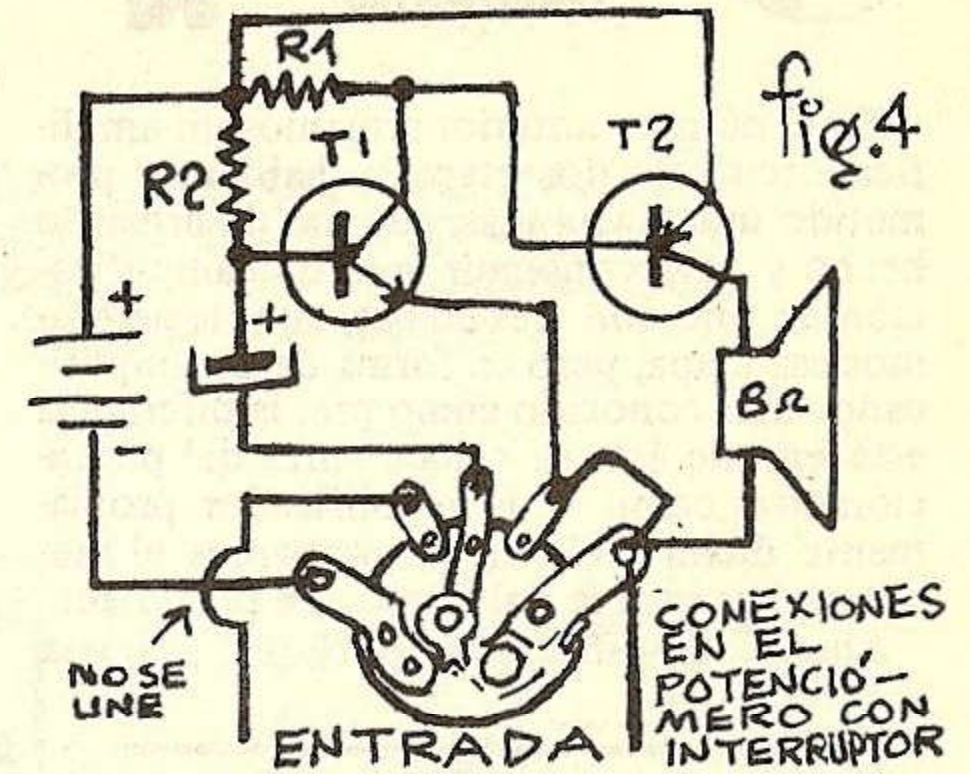 R1
fig.4
T1
T2
R2
+
+
8Ω
-
NO SE
UNE
CONEXIONES
EN EL
POTENCIÓ-
MERO CON
INTERRUPTOR
ENTRADA